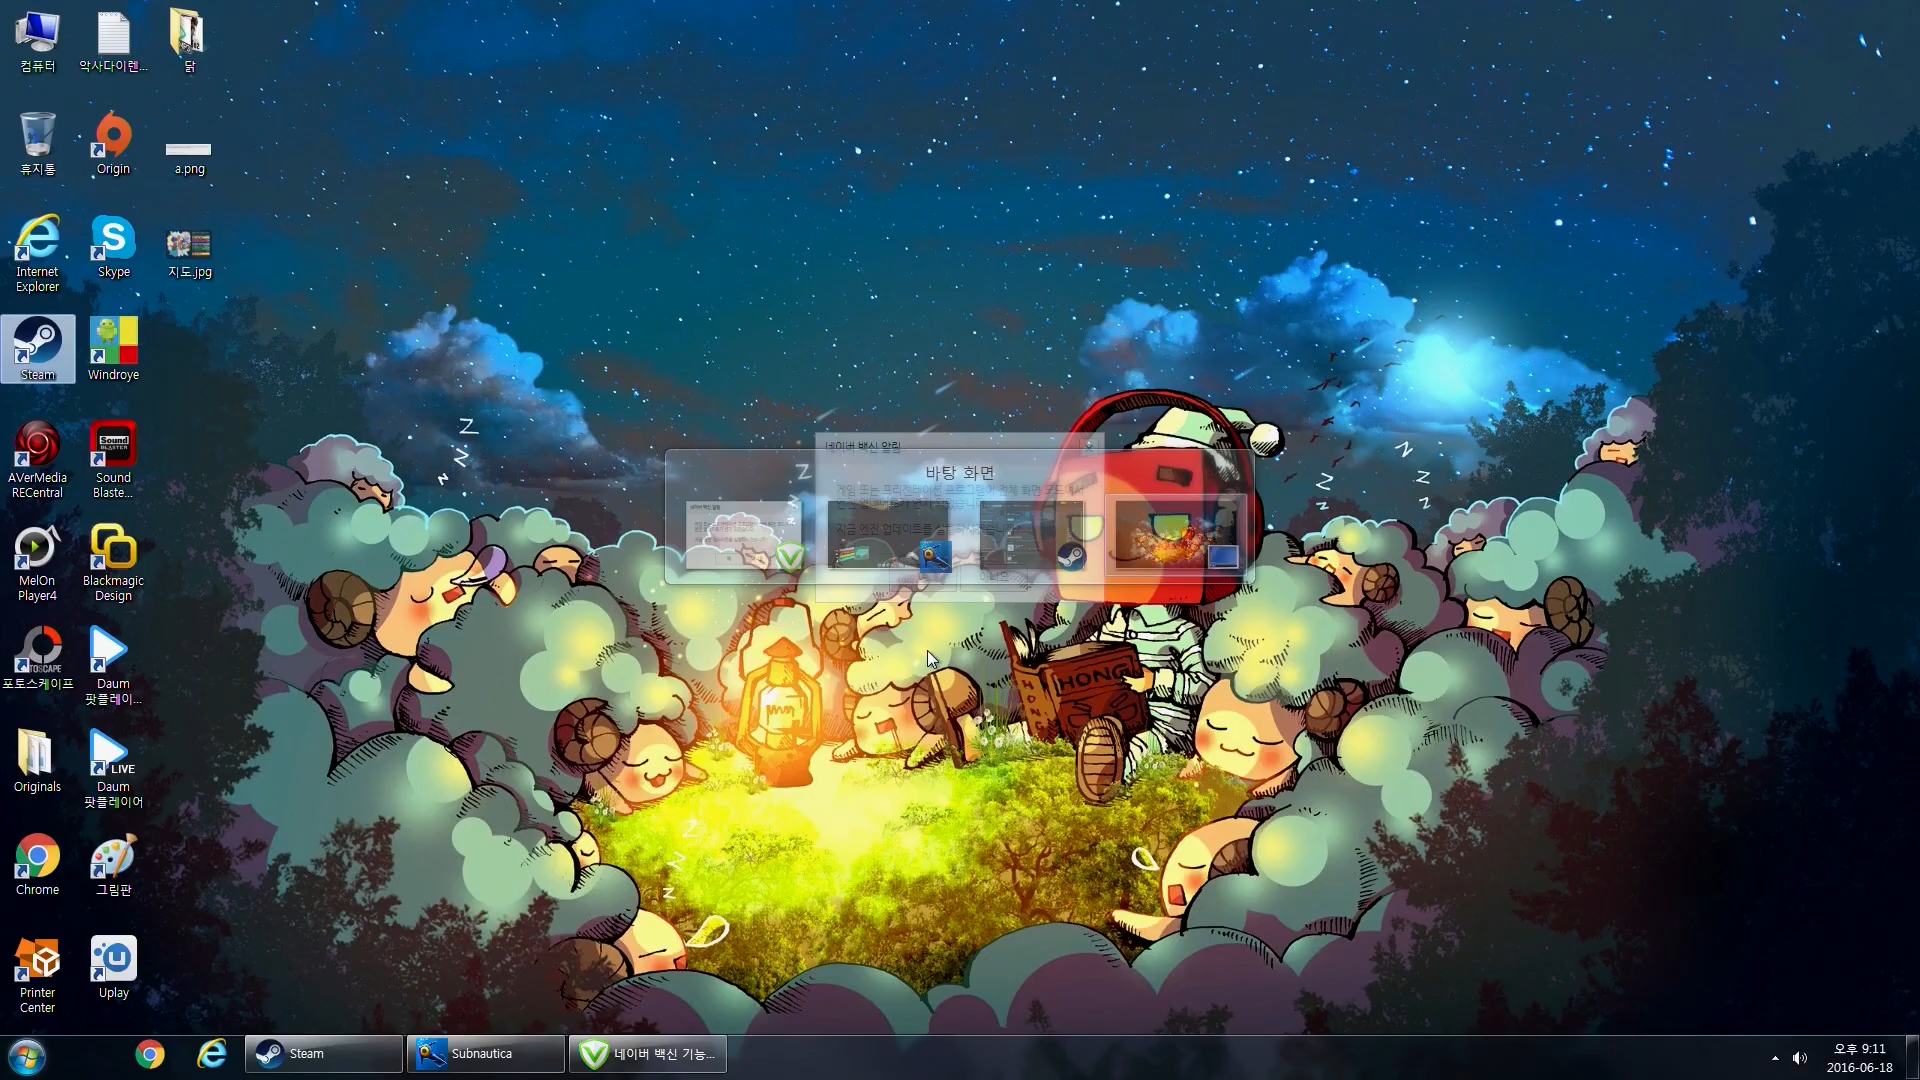 컴퓨터
악사다이렌...
닭
휴지통
Origin
a.png
Internet
Explorer
Skype
지도.jpg
Steam
Windroye
AVerMedia
RECentral
Sound
BLASTER
Sound
Blaste...
MelOn
Player4
Blackmagic
Design
포토스케이프
Daum
팟플레이...
Originals
LIVE
Daum
팟플레이어
Chrome
그림판
Printer
Center
Uplay
네이버 백신 알림
바탕 화면
HONG
Steam
Subnautica
네이버 백신 기능...
오후 9:11
2016-06-18